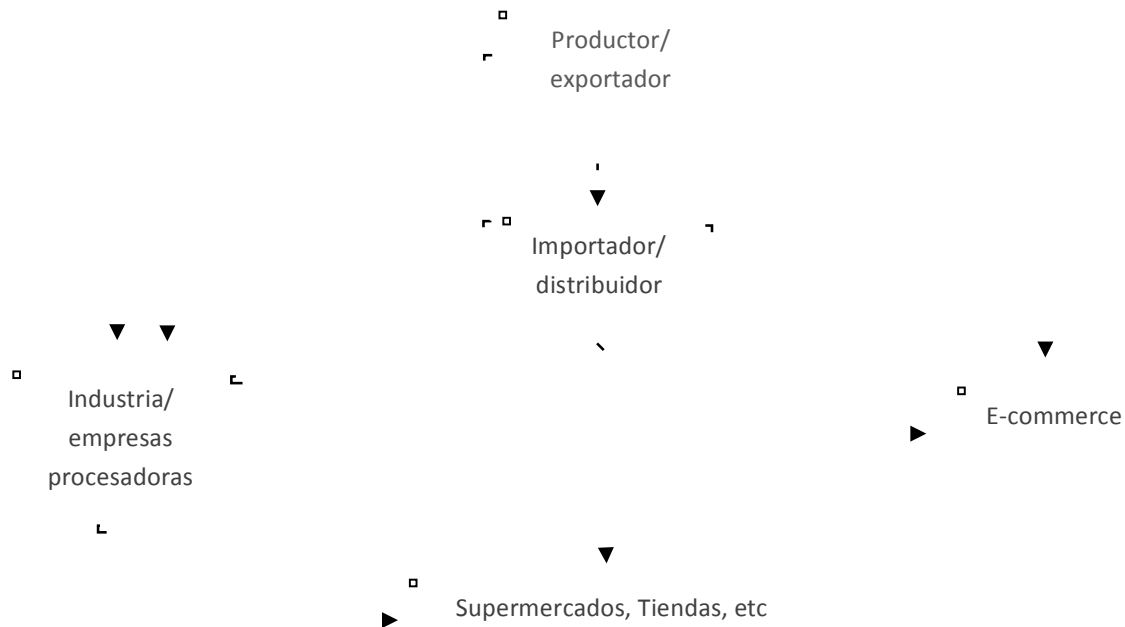 Productor/
exportador
Importador/
distribuidor
Industria/
empresas
procesadoras
E-commerce
Supermercados, Tiendas, etc